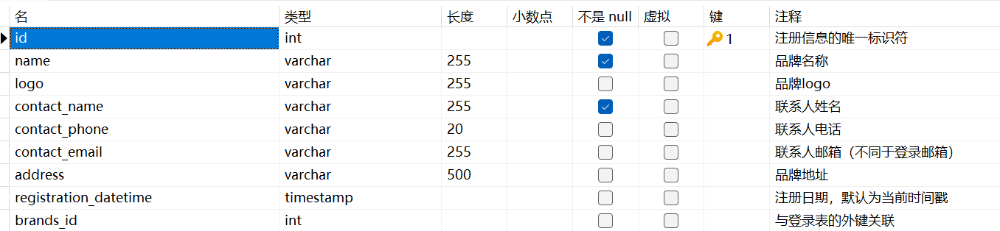 名 类型 长度 小数点 不是 null 虚拟 键 注释
id int 1 注册信息的唯一标识符
name varchar 255 品牌名称
logo varchar 255 品牌logo
contact_name varchar 255 联系人姓名
contact_phone varchar 20 联系人电话
contact_email varchar 255 联系人邮箱（不同于登录邮箱）
address varchar 500 品牌地址
registration_datetime timestamp 注册日期，默认为当前时间戳
brands_id int 与登录表的外键关联